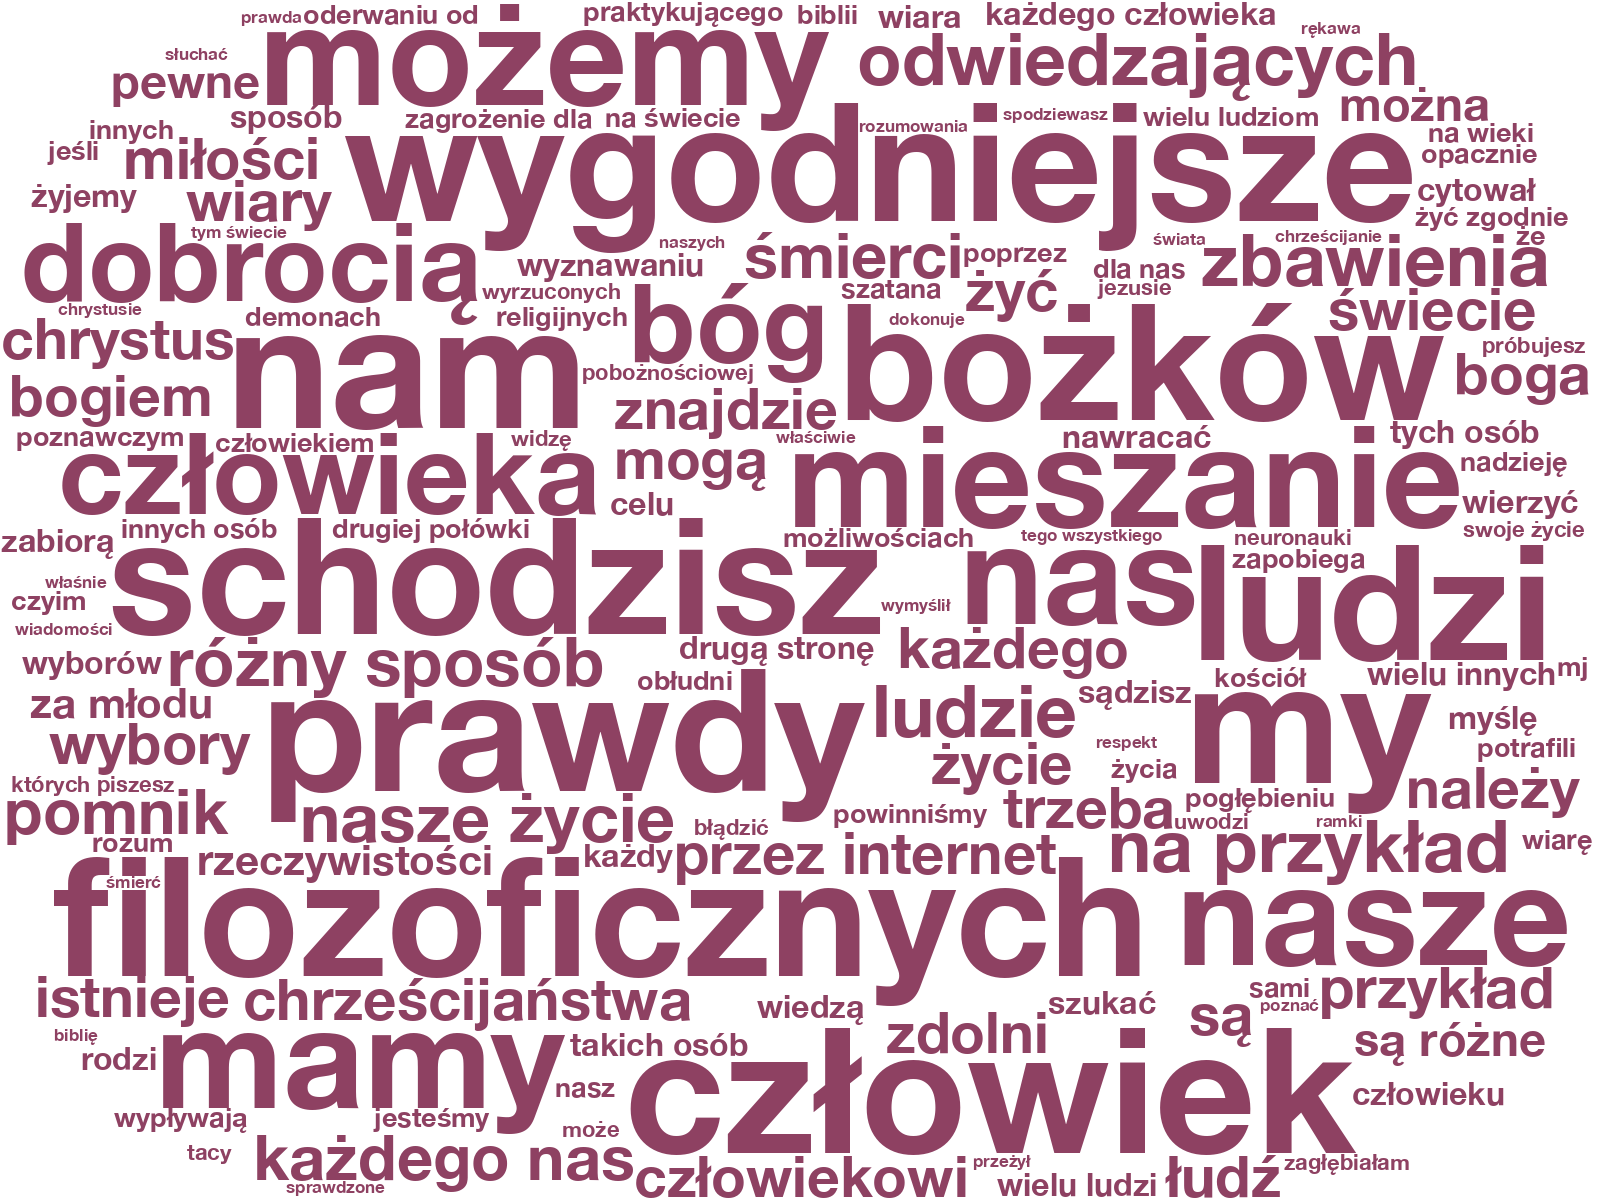 prawda
oderwaniu od
praktykującego
biblii
wiara
każdego człowieka
rękawa
słuchać
możemy
odwiedzających
pewne
sposób
zagrożenie dla
na świecie
spodziewasz
wielu ludziom
można
innych
rozumowania
na wieki
jeśli
miłości
wygodniejsze
opacznie
żyjemy
wiary
cytował
żyć zgodnie
tym świecie
naszych
śmierci
poprzez
świata
chrześcijanie
że
dobrocią
wyznawaniu
dla nas
zbawienia
wyrzuconych
szatana
żyć
jezusie
chrystusie
demonach
religijnych
bóg
dokonuje
świecie
chrystus
nam
bożków
próbujesz
bogiem
pobożnościowej
boga
znajdzie
poznawczym
człowiekiem
widzę
właściwie
nawracać
tych osób
człowieka
mogą
mieszanie
nadzieję
celu
wierzyć
zabiorą
innych osób
drugiej połówki
możliwościach
tego wszystkiego
neuronauki
swoje życie
schodzisz
nas
zapobiega
ludzi
właśnie
czyim
wymyślił
wiadomości
wyborów
różny sposób
drugą stronę
każdego
obłudni
kościół
wielu innych
mj
za młodu
prawdy
ludzie
sądzisz
my
myślę
wybory
respekt
potrafili
których piszesz
życie
życia
należy
pomnik
nasze życie
błądzić
powinniśmy
trzeba
pogłębieniu
uwodzi
ramki
rozum
rzeczywistości
każdy
przez internet
na przykład
wiarę
śmierć
filozoficznych
nasze
istnieje
chrześcijaństwa
wiedzą
szukać
sami
przykład
poznać
są
biblię
rodzi
mamy
takich osób
zdolni
są różne
nasz
człowiek
człowieku
wypływają
jesteśmy
może
tacy
każdego nas
człowiekowi
przeżył
wielu ludzi
łudź
zagłębiałam
sprawdzone